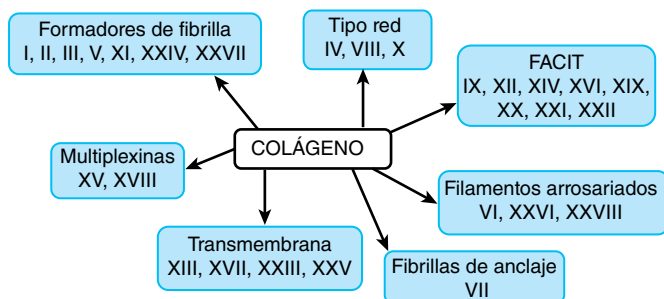 Formadores de fibrilla
I, II, III, V, XI, XXIV, XXVII
Tipo red
IV, VIII, X
FACIT
IX, XII, XIV, XVI, XIX,
XX, XXI, XXII
COLÁGENO
Multiplexinas
XV, XVIII
Filamentos arrosariados
VI, XXVI, XXVIII
Transmembrana
XIII, XVII, XXIII, XXV
Fibrillas de anclaje
VII